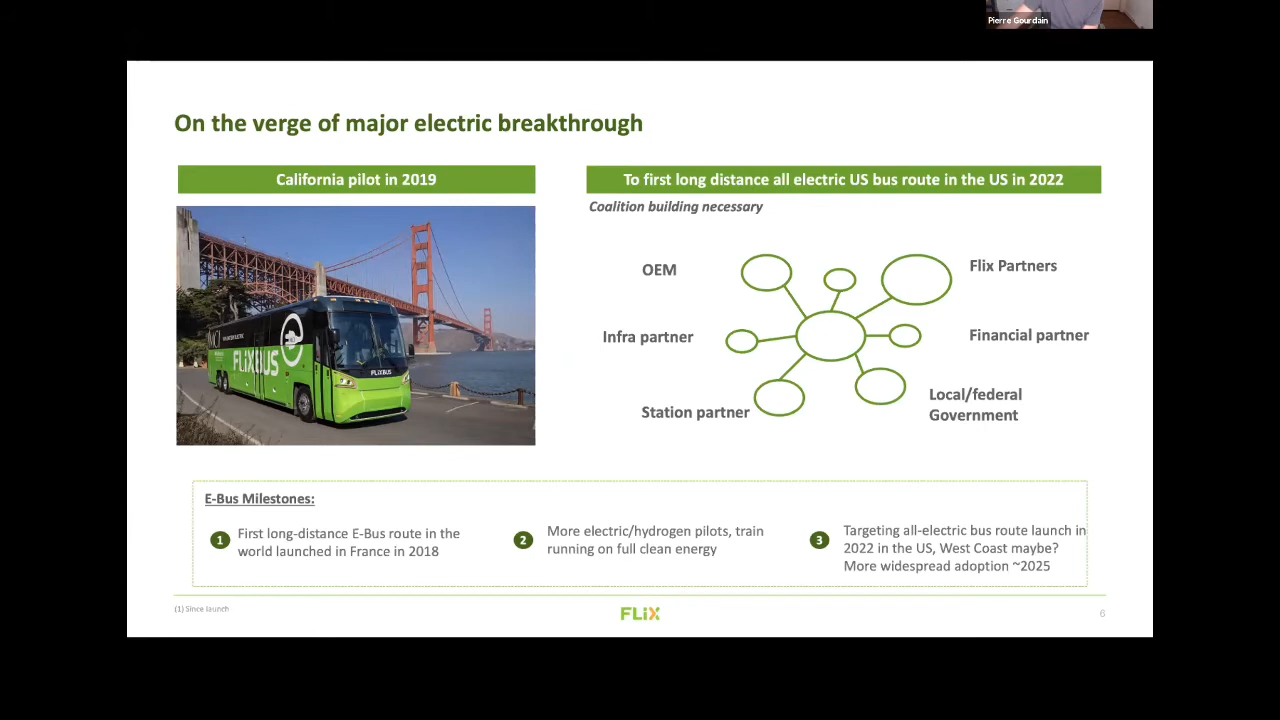 Pierre Gourdain
On the verge of major electric breakthrough
California pilot in 2019
FLiXBUS
FLiXBUS
To first long distance all electric US bus route in the US in 2022
Coalition building necessary
OEM
Flix Partners
Infra partner
Financial partner
Station partner
Local/federal
Government
E-Bus Milestones:
1
First long-distance E-Bus route in the
world launched in France in 2018
2
More electric/hydrogen pilots, train
running on full clean energy
3
Targeting all-electric bus route launch in
2022 in the US, West Coast maybe?
More widespread adoption ~2025
(1) Since launch
FLiX
6